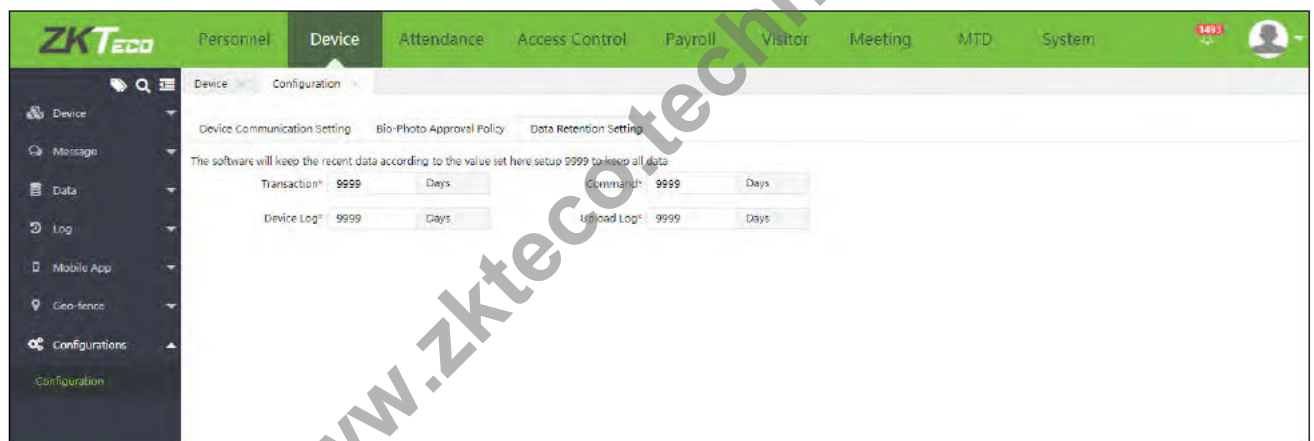 ZKTeco Personnel Device Attendance Access Control Payroll Visitor Meeting MTD System 1493
Device Configuration
Device
Message
Data
Log
Mobile App
Geo-fence
Configurations
Configuration
Device Communication Setting Bio-Photo Approval Policy Data Retention Setting
The software will keep the recent data according to the value set here setup 9999 to keep all data
Transaction* 9999 Days Command* 9999 Days
Device Log* 9999 Days Upload Log* 9999 Days
www.zkteco.techn